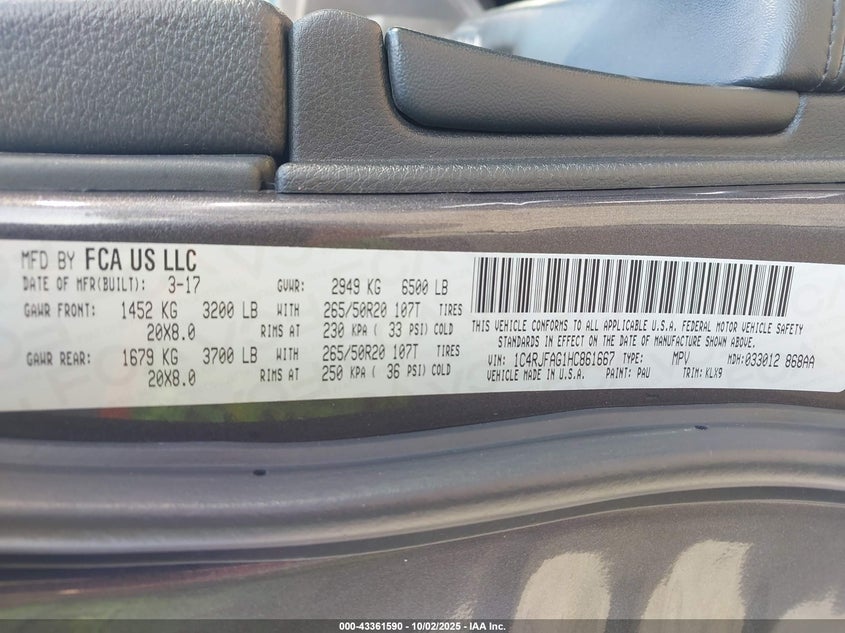 MFD BY FCA US LLC
DATE OF MFR(BUILT): 3-17 GVWR: 2949 KG 6500 LB
GAWR FRONT: 1452 KG 3200 LB WITH 265/50R20 107T TIRES
20X8.0 RIMS AT 230 KPA ( 33 PSI) COLD
GAWR REAR: 1679 KG 3700 LB WITH 265/50R20 107T TIRES
20X8.0 RIMS AT 250 KPA ( 36 PSI) COLD
THIS VEHICLE CONFORMS TO ALL APPLICABLE U.S.A. FEDERAL MOTOR VEHICLE SAFETY
STANDARDS IN EFFECT ON THE DATE OF MANUFACTURE SHOWN ABOVE.
VIN: 1C4RJFAG1HC861667 TYPE: MPV MDH:033012 868AA
VEHICLE MADE IN U.S.A. PAINT: PAU TRIM: KLX9
000-43361590 - 10/02/2025 - IAA Inc.